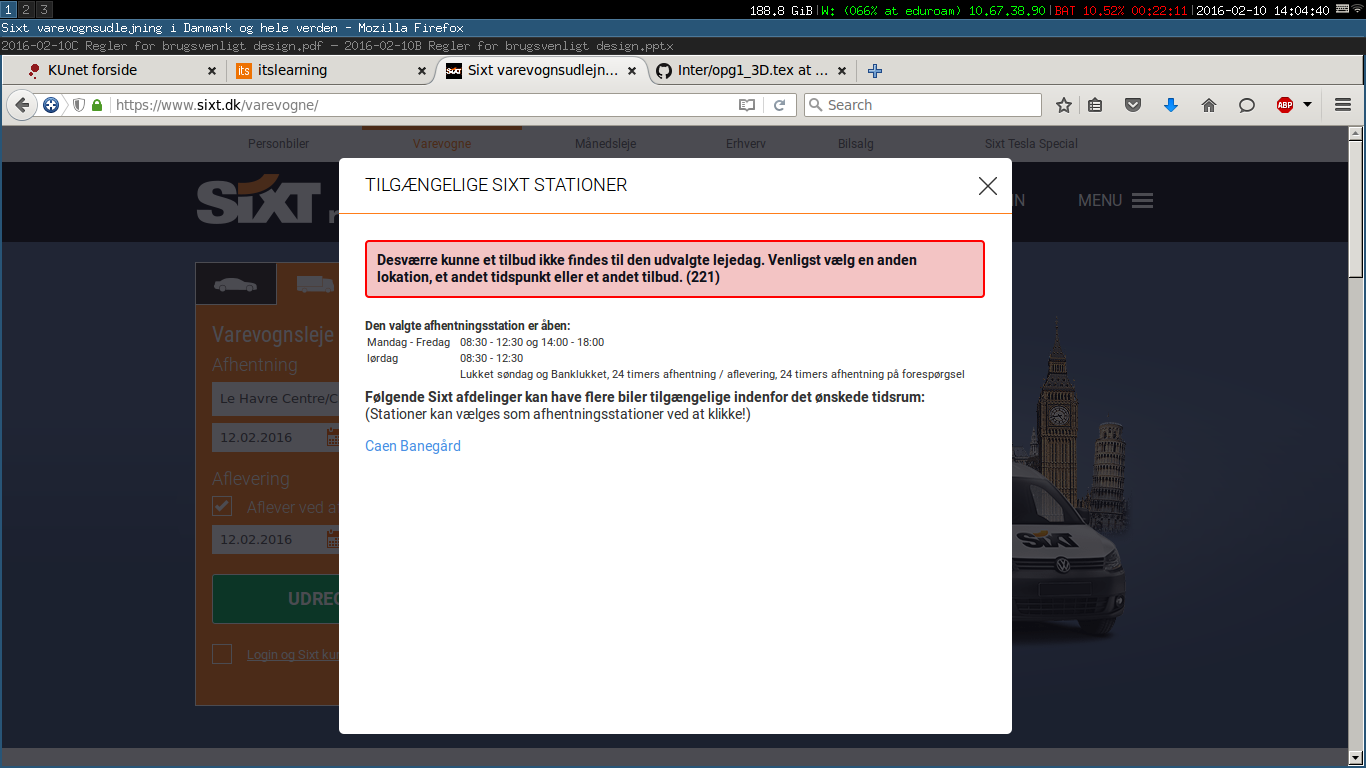 1 2 3 188.8 GiB|W: (066% at eduroam) 10.67.38.90|BAT 10.52% 00:22:11|2016-02-10 14:04:40
Sixt varevognsudlejning i Danmark og hele verden - Mozilla Firefox
2016-02-10C Regler for brugsvenligt design.pdf – 2016-02-10B Regler for brugsvenligt design.pptx
KUnet forside its itslearning SIXT Sixt varevognsudlejn... Inter/opg1_3D.tex at ...
https://www.sixt.dk/varevogne/ Search ABP
Personbiler Varevogne Månedsleje Erhverv Bilsalg Sixt Tesla Special
SIXT r
IN MENU
TILGÆNGELIGE SIXT STATIONER
Desværre kunne et tilbud ikke findes til den udvalgte lejedag. Venligst vælg en anden
lokation, et andet tidspunkt eller et andet tilbud. (221)
Den valgte afhentningsstation er åben:
Mandag - Fredag 08:30 - 12:30 og 14:00 - 18:00
lørdag 08:30 - 12:30
Lukket søndag og Banklukket, 24 timers afhentning / aflevering, 24 timers afhentning på forespørgsel
Følgende Sixt afdelinger kan have flere biler tilgængelige indenfor det ønskede tidsrum:
(Stationer kan vælges som afhentningsstationer ved at klikke!)
Caen Banegård
Varevognsleje
Afhentning
Le Havre Centre/C
12.02.2016
Aflevering
Aflever ved a
12.02.2016
UDREG
Login og Sixt ku
SIXT